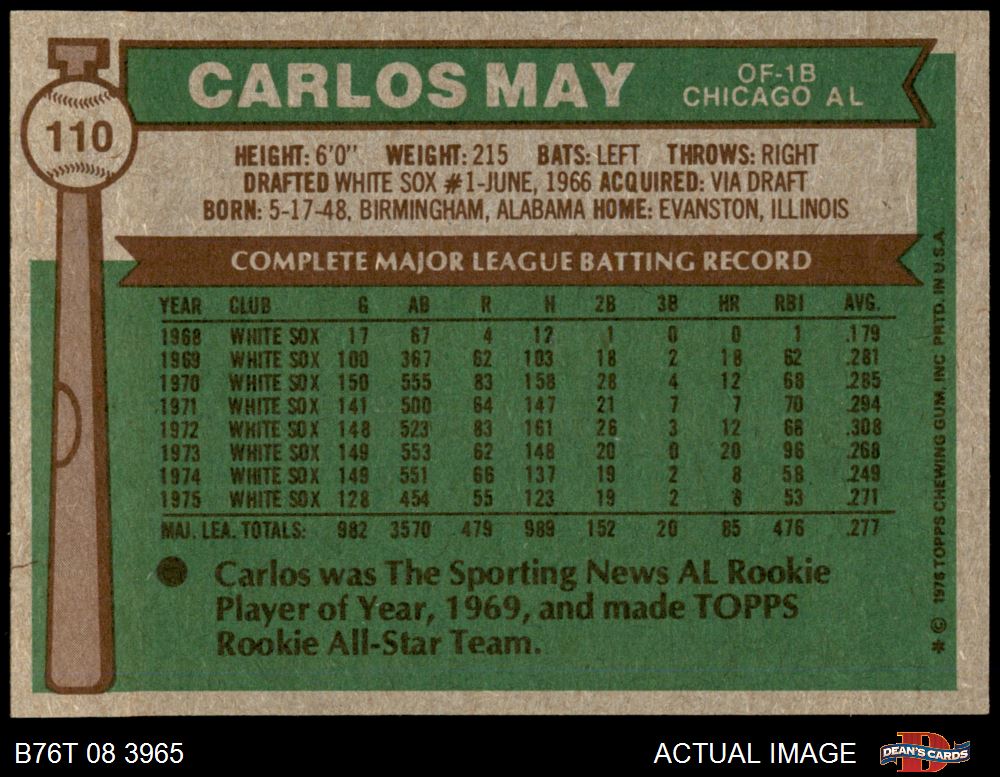 110
CARLOS MAY
OF-1B
CHICAGO AL
HEIGHT: 6'0" WEIGHT: 215 BATS: LEFT THROWS: RIGHT
DRAFTED WHITE SOX #1-JUNE, 1966 ACQUIRED: VIA DRAFT
BORN: 5-17-48, BIRMINGHAM, ALABAMA HOME: EVANSTON, ILLINOIS
COMPLETE MAJOR LEAGUE BATTING RECORD
YEAR CLUB G AB R H 2B 3B HR RBI AVG.
1968 WHITE SOX 17 67 4 12 1 0 0 1 .179
1969 WHITE SOX 100 367 62 103 18 2 18 62 .281
1970 WHITE SOX 150 555 83 158 28 4 12 68 .285
1971 WHITE SOX 141 500 64 147 21 7 7 70 .294
1972 WHITE SOX 148 523 83 161 26 3 12 68 .308
1973 WHITE SOX 149 553 62 148 20 0 20 96 .268
1974 WHITE SOX 149 551 66 137 19 2 8 58 .249
1975 WHITE SOX 128 454 55 123 19 2 8 53 .271
MAJ. LEA. TOTALS: 982 3570 479 989 152 20 85 476 .277
Carlos was The Sporting News AL Rookie
Player of Year, 1969, and made TOPPS
Rookie All-Star Team.
* © 1976 TOPPS CHEWING GUM, INC. PRTD. IN U.S.A.
B76T 08 3965
ACTUAL IMAGE
DEAN'S CARDS